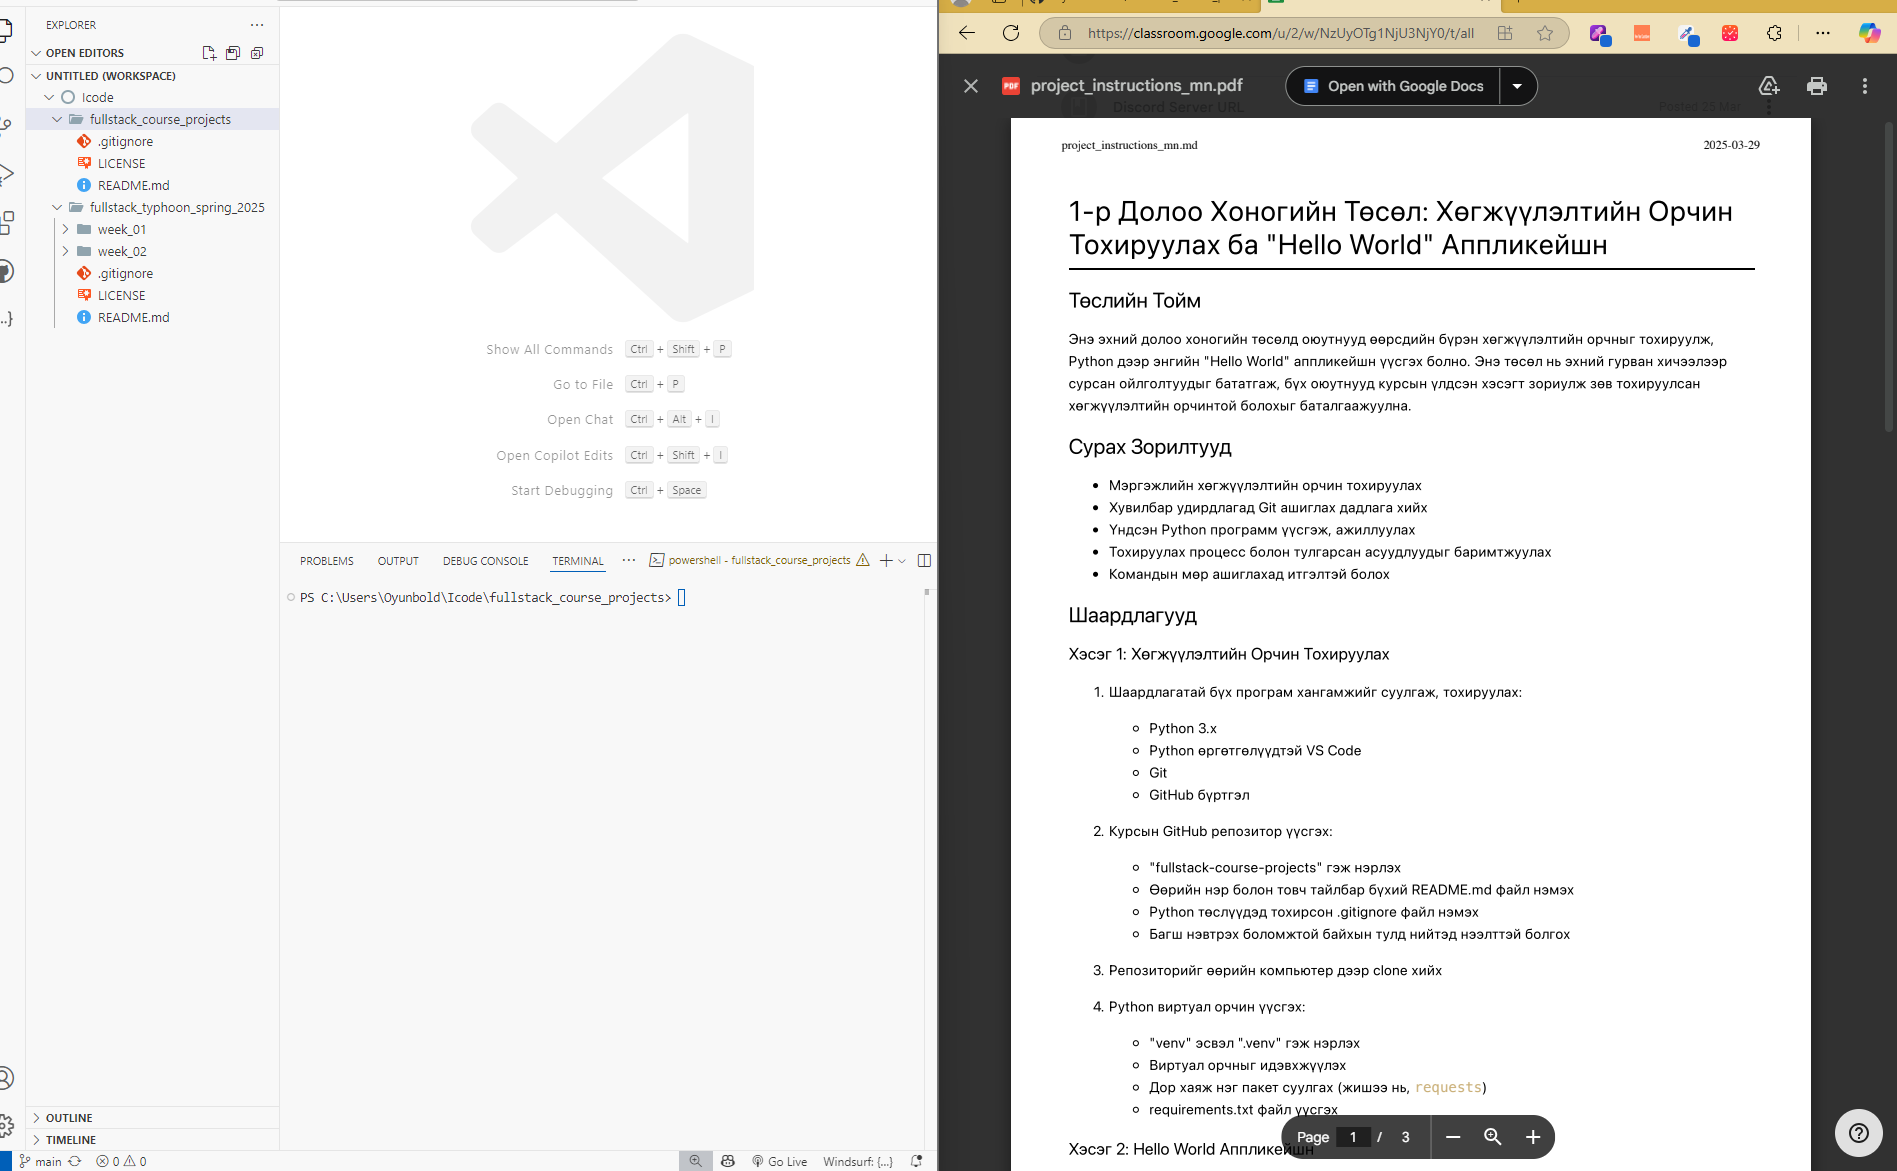 EXPLORER
OPEN EDITORS
UNTITLED (WORKSPACE)
Icode
fullstack_course_projects
.gitignore
LICENSE
README.md
fullstack_typhoon_spring_2025
week_01
week_02
.gitignore
LICENSE
README.md
OUTLINE
TIMELINE
Show All Commands Ctrl + Shift + P
Go to File Ctrl + P
Open Chat Ctrl + Alt + I
Open Copilot Edits Ctrl + Shift + I
Start Debugging Ctrl + Space
PROBLEMS OUTPUT DEBUG CONSOLE TERMINAL ··· powershell - fullstack_course_projects
PS C:\Users\Oyunbold\Icode\fullstack_course_projects>
main 0 0 Go Live Windsurf: {...}
https://classroom.google.com/u/2/w/NzUyOTg1NjU3NjY0/t/all
PDF project_instructions_mn.pdf Open with Google Docs
Discord Server URL Posted 25 Mar
project_instructions_mn.md 2025-03-29
1-р Долоо Хоногийн Төсөл: Хөгжүүлэлтийн Орчин
Тохируулах ба "Hello World" Аппликейшн
Төслийн Тойм
Энэ эхний долоо хоногийн төсөлд оюутнууд өөрсдийн бүрэн хөгжүүлэлтийн орчныг тохируулж,
Python дээр энгийн "Hello World" аппликейшн үүсгэх болно. Энэ төсөл нь эхний гурван хичээлээр
сурсан ойлголтуудыг бататгаж, бүх оюутнууд курсын үлдсэн хэсэгт зориулж зөв тохируулсан
хөгжүүлэлтийн орчинтой болохыг баталгаажуулна.
Сурах Зорилтууд
• Мэргэжлийн хөгжүүлэлтийн орчин тохируулах
• Хувилбар удирдлагад Git ашиглах дадлага хийх
• Үндсэн Python программ үүсгэж, ажиллуулах
• Тохируулах процесс болон тулгарсан асуудлуудыг баримтжуулах
• Командын мөр ашиглахад итгэлтэй болох
Шаардлагууд
Хэсэг 1: Хөгжүүлэлтийн Орчин Тохируулах
1. Шаардлагатай бүх програм хангамжийг суулгаж, тохируулах:
Python 3.x
Python өргөтгөлүүдтэй VS Code
Git
GitHub бүртгэл
2. Курсын GitHub репозитор үүсгэх:
"fullstack-course-projects" гэж нэрлэх
Өөрийн нэр болон товч тайлбар бүхий README.md файл нэмэх
Python төслүүдэд тохирсон .gitignore файл нэмэх
Багш нэвтрэх боломжтой байхын тулд нийтэд нээлттэй болгох
3. Репозиторийг өөрийн компьютер дээр clone хийх
4. Python виртуал орчин үүсгэх:
"venv" эсвэл ".venv" гэж нэрлэх
Виртуал орчныг идэвхжүүлэх
Дор хаяж нэг пакет суулгах (жишээ нь, requests)
requirements.txt файл үүсгэх
Хэсэг 2: Hello World Аппликейшн
Page 1 / 3